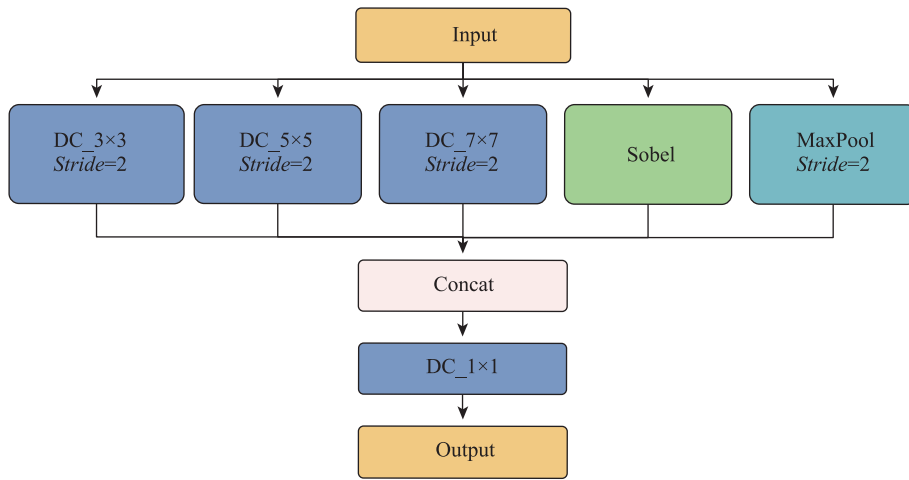 Input
DC_3×3
Stride=2
DC_5×5
Stride=2
DC_7×7
Stride=2
Sobel
MaxPool
Stride=2
Concat
DC_1×1
Output